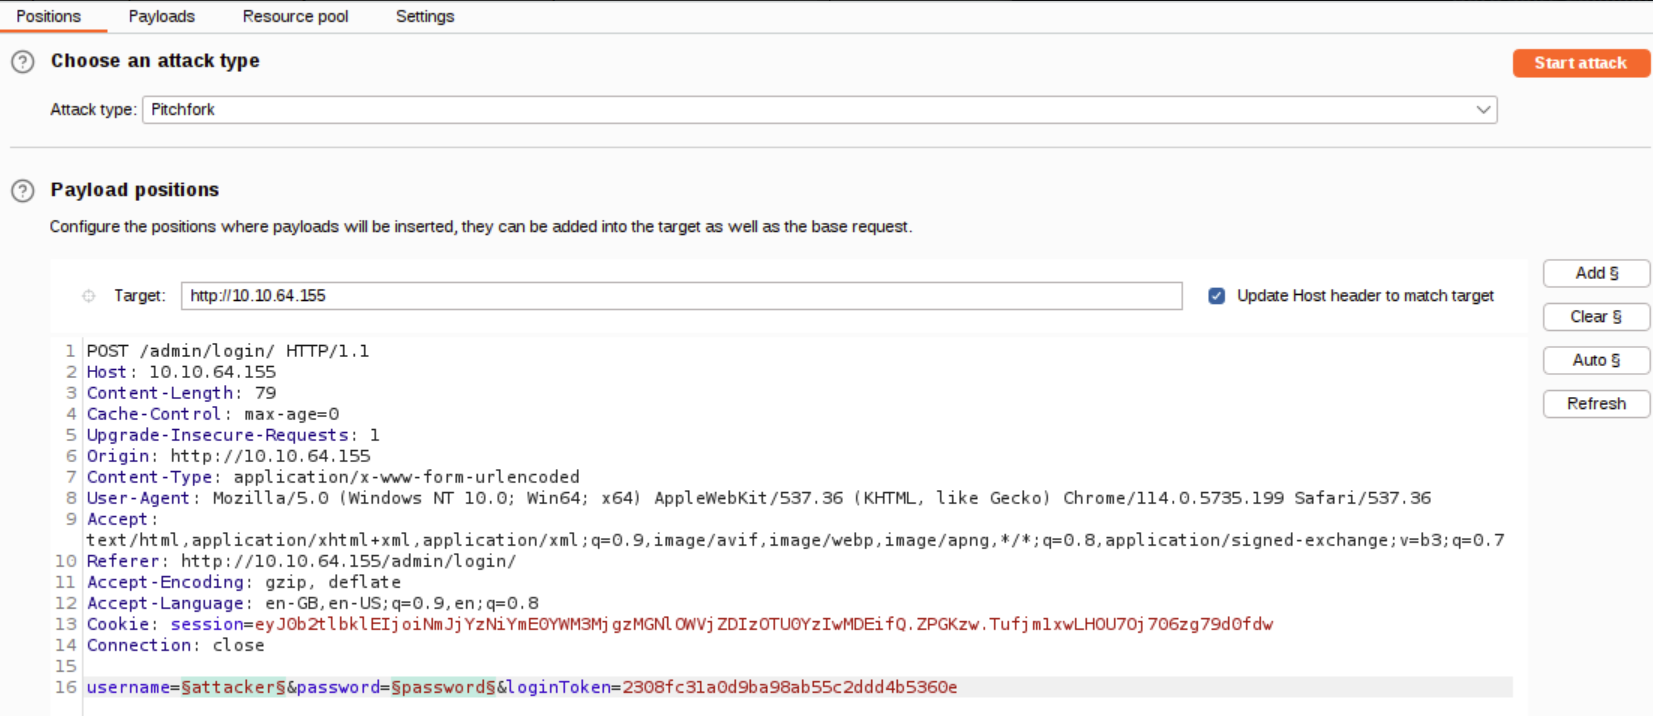 Positions Payloads Resource pool Settings
Choose an attack type
Start attack
Attack type: Pitchfork
Payload positions
Configure the positions where payloads will be inserted, they can be added into the target as well as the base request.
Add §
Target: http://10.10.64.155
Update Host header to match target
Clear §
Auto §
Refresh
1 POST /admin/login/ HTTP/1.1
2 Host: 10.10.64.155
3 Content-Length: 79
4 Cache-Control: max-age=0
5 Upgrade-Insecure-Requests: 1
6 Origin: http://10.10.64.155
7 Content-Type: application/x-www-form-urlencoded
8 User-Agent: Mozilla/5.0 (Windows NT 10.0; Win64; x64) AppleWebKit/537.36 (KHTML, like Gecko) Chrome/114.0.5735.199 Safari/537.36
9 Accept:
text/html,application/xhtml+xml,application/xml;q=0.9,image/avif,image/webp,image/apng,*/*;q=0.8,application/signed-exchange;v=b3;q=0.7
10 Referer: http://10.10.64.155/admin/login/
11 Accept-Encoding: gzip, deflate
12 Accept-Language: en-GB,en-US;q=0.9,en;q=0.8
13 Cookie: session=eyJ0b2tlbklEIjoiNmJjYzNiYmE0YWM3MjgzMGNlOWVjZDIzOTU0YzIwMDEifQ.ZPGKzw.Tufjm1xwLHOU7Oj706zg79d0fdw
14 Connection: close
15
16 username=§attacker§&password=§password§&loginToken=2308fc31a0d9ba98ab55c2ddd4b5360e